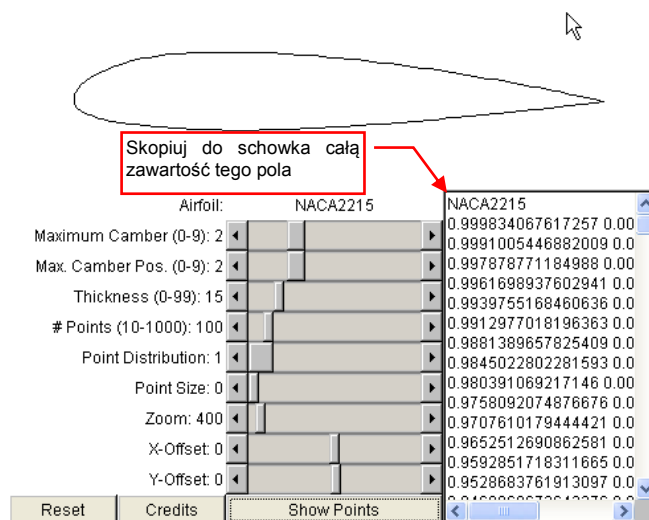 Skopiuj do schowka całą
zawartość tego pola
Airfoil: NACA2215
Maximum Camber (0-9): 2
Max. Camber Pos. (0-9): 2
Thickness (0-99): 15
# Points (10-1000): 100
Point Distribution: 1
Point Size: 0
Zoom: 400
X-Offset: 0
Y-Offset: 0
Reset Credits Show Points
NACA2215
0.999834067617257 0.00
0.9991005446882009 0.0
0.997878771184988 0.00
0.9961698937602941 0.0
0.9939755168460636 0.0
0.9912977018196363 0.0
0.9881389657825409 0.0
0.9845022802281593 0.0
0.980391069217146 0.00
0.9758092074876676 0.0
0.9707610179444421 0.0
0.9652512690862581 0.0
0.9592851718311665 0.0
0.9528683761913097 0.0